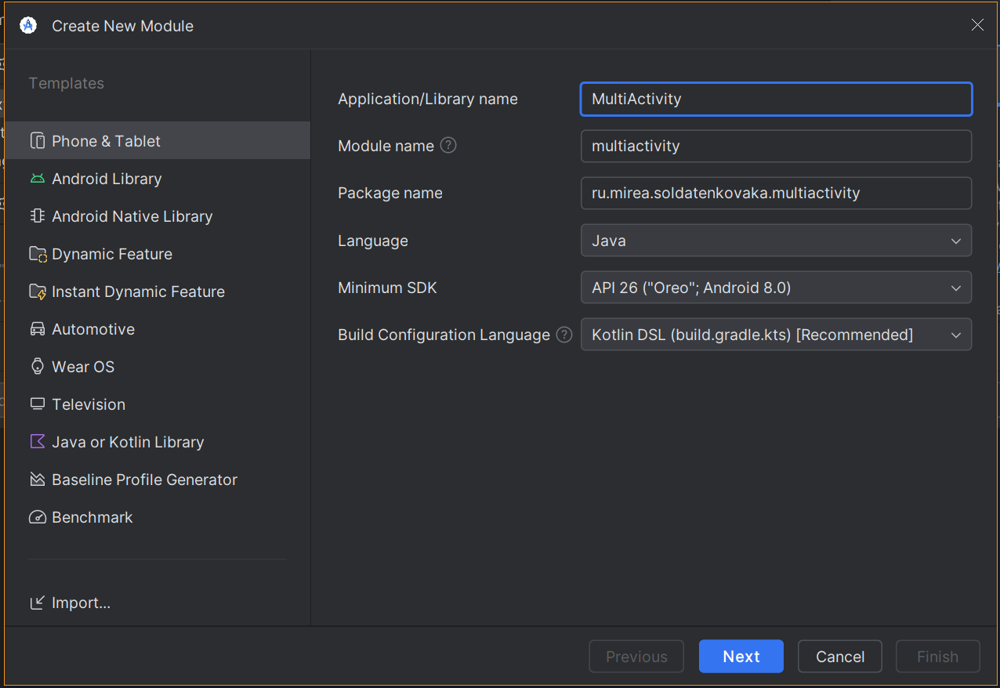 Create New Module
Templates
Phone & Tablet
Android Library
Android Native Library
Dynamic Feature
Instant Dynamic Feature
Automotive
Wear OS
Television
Java or Kotlin Library
Baseline Profile Generator
Benchmark
Import...
Application/Library name MultiActivity
Module name ? multiactivity
Package name ru.mirea.soldatenkovaka.multiactivity
Language Java
Minimum SDK API 26 ("Oreo"; Android 8.0)
Build Configuration Language ? Kotlin DSL (build.gradle.kts) [Recommended]
Previous Next Cancel Finish